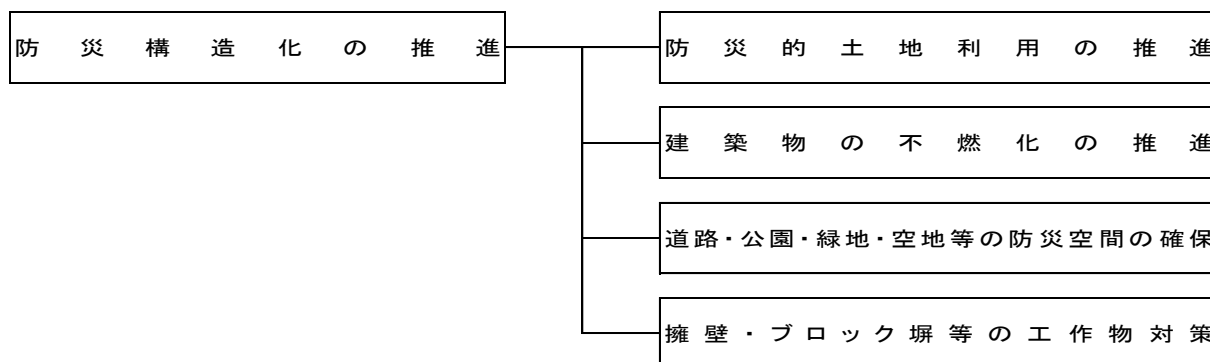 防災構造化の推進
防災的土地利用の推進
建築物の不燃化の推進
道路・公園・緑地・空地等の防災空間の確保
擁壁・ブロック塀等の工作物対策